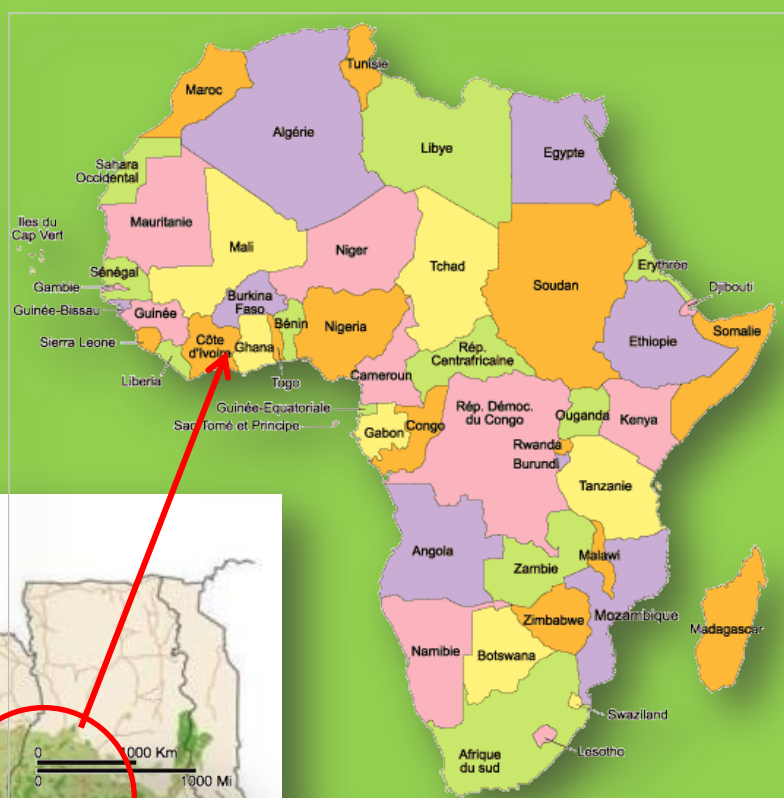 Tunisie
Maroc
Algérie
Libye
Egypte
Sahara
Occidental
Mauritanie
Iles du
Cap Vert
Mali
Niger
Tchad
Soudan
Erythrée
Sénégal
Gambie
Djibouti
Guinée-Bissau
Guinée
Burkina
Faso
Bénin
Nigeria
Somalie
Sierra Leone
Côte
d'Ivoire
Ghana
Ethiopie
Rép.
Centrafricaine
Liberia
Togo
Cameroun
Guinée-Equatoriale
Sao Tomé et Principe
Gabon
Congo
Rép. Démoc.
du Congo
Ouganda
Kenya
Rwanda
Burundi
Tanzanie
Angola
Zambie
Malawi
Mozambique
Zimbabwe
Madagascar
Namibie
Botswana
Swaziland
Lesotho
Afrique
du sud
0 1000 Km
0 1000 Mi